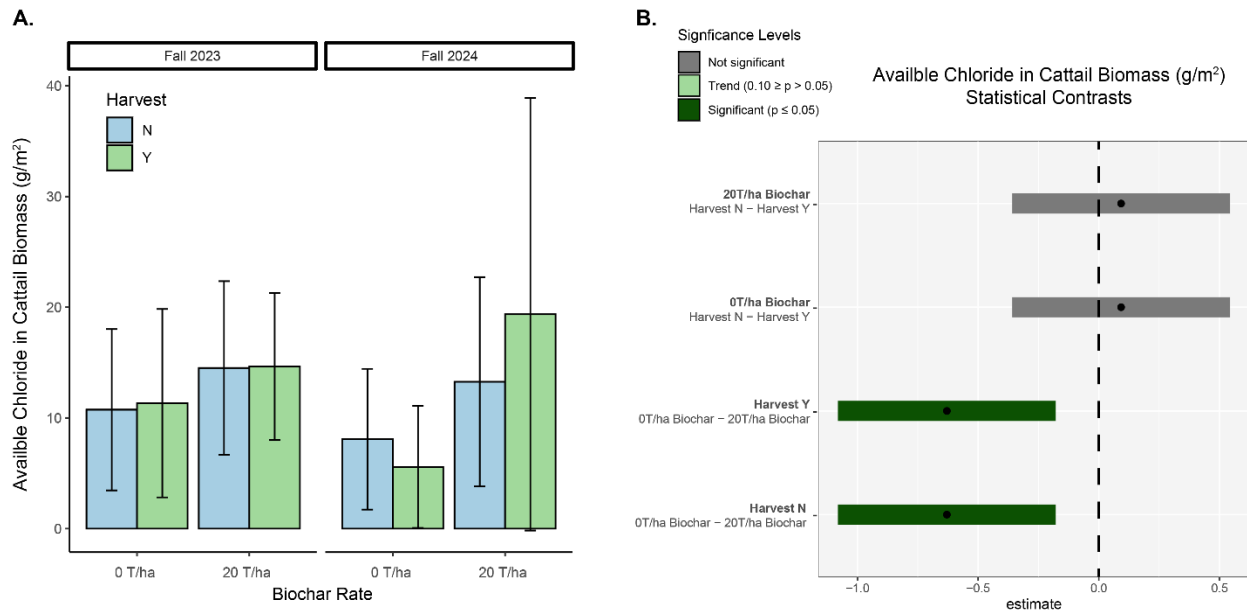 A.
Fall 2023
Fall 2024
Availble Chloride in Cattail Biomass (g/m²)
40
30
20
10
0
Harvest
N
Y
0 T/ha
20 T/ha
0 T/ha
20 T/ha
Biochar Rate
B.
Signficance Levels
Not significant
Trend (0.10 ≥ p > 0.05)
Significant (p ≤ 0.05)
Availble Chloride in Cattail Biomass (g/m²)
Statistical Contrasts
20T/ha Biochar
Harvest N − Harvest Y
0T/ha Biochar
Harvest N − Harvest Y
Harvest Y
0T/ha Biochar − 20T/ha Biochar
Harvest N
0T/ha Biochar − 20T/ha Biochar
−1.0
−0.5
0.0
0.5
estimate